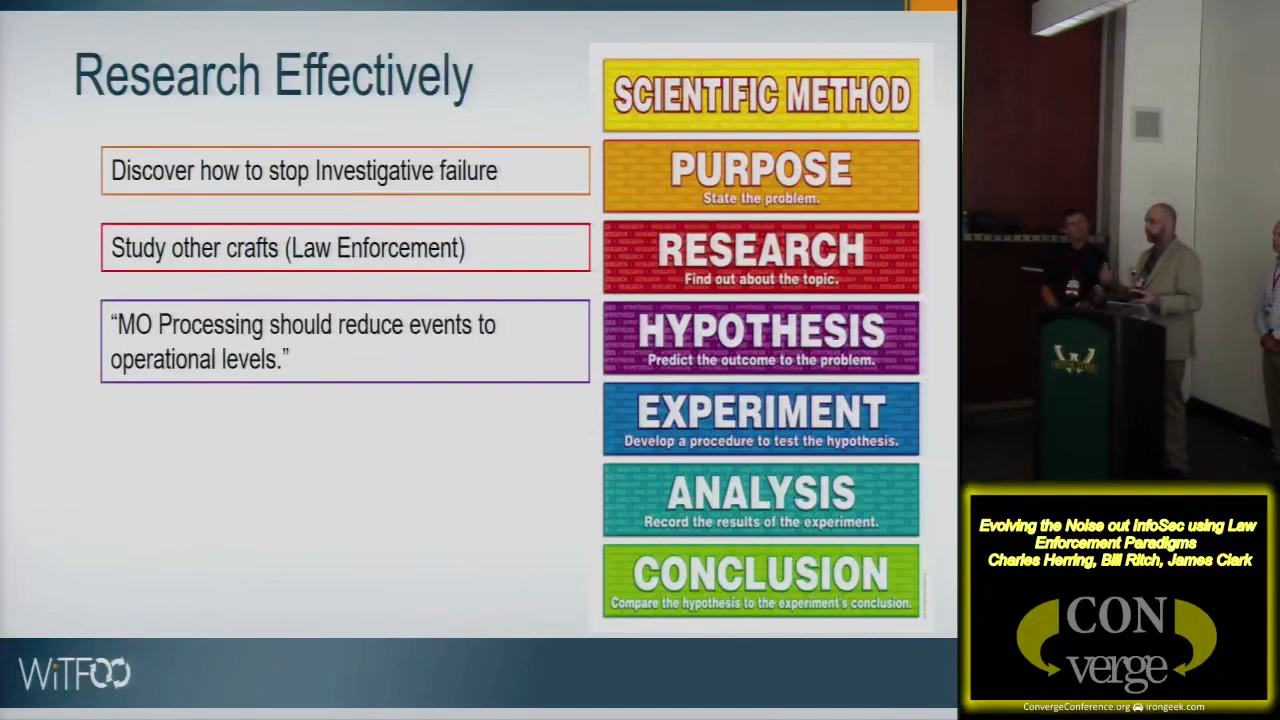 Research Effectively
Discover how to stop Investigative failure
Study other crafts (Law Enforcement)
“MO Processing should reduce events to
operational levels.”
SCIENTIFIC METHOD
PURPOSE
State the problem.
RESEARCH
Find out about the topic.
HYPOTHESIS
Predict the outcome to the problem.
EXPERIMENT
Develop a procedure to test the hypothesis.
ANALYSIS
Record the results of the experiment.
CONCLUSION
Compare the hypothesis to the experiment's conclusion.
WiTFOO
Evolving the Noise out InfoSec using Law
Enforcement Paradigms
Charles Herring, Bill Ritch, James Clark
CON
verge
ConvergeConference.org irongeek.com